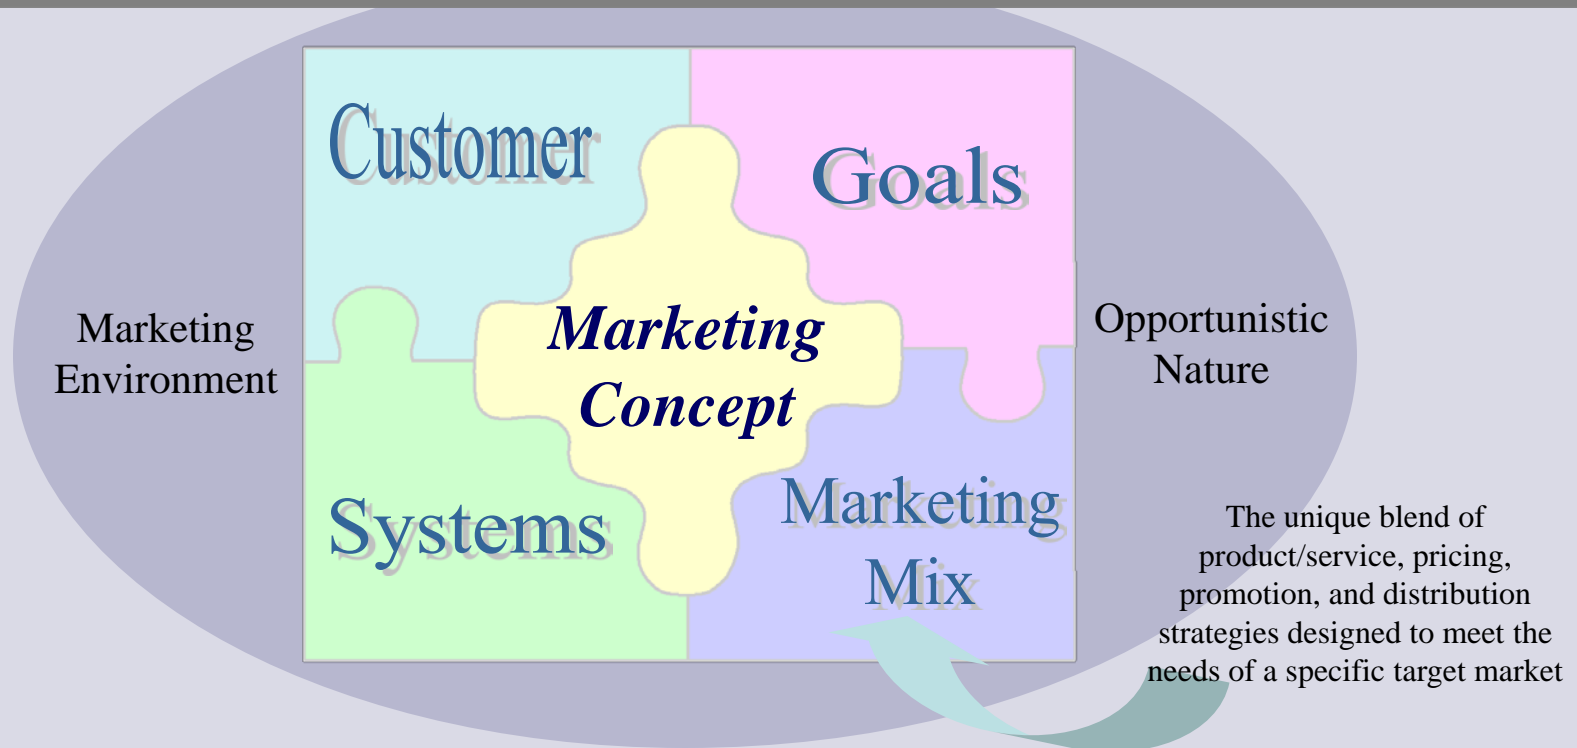 Customer
Goals
Marketing
Environment
Marketing
Concept
Opportunistic
Nature
Systems
Marketing
Mix
The unique blend of
product/service, pricing,
promotion, and distribution
strategies designed to meet the
needs of a specific target market